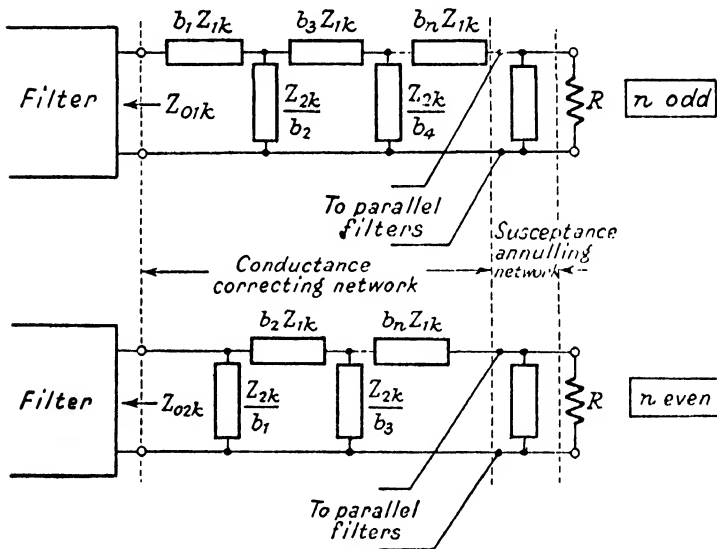 b₁Z₁ₖ b₃Z₁ₖ bₙZ₁ₖ
Filter
Z₀₁ₖ
Z₂ₖ/b₂
Z₂ₖ/b₄
R
n odd
To parallel
filters
Susceptance
annulling
network
Conductance
correcting network
b₂Z₁ₖ bₙZ₁ₖ
Filter
Z₀₂ₖ
Z₂ₖ/b₁
Z₂ₖ/b₃
R
n even
To parallel
filters